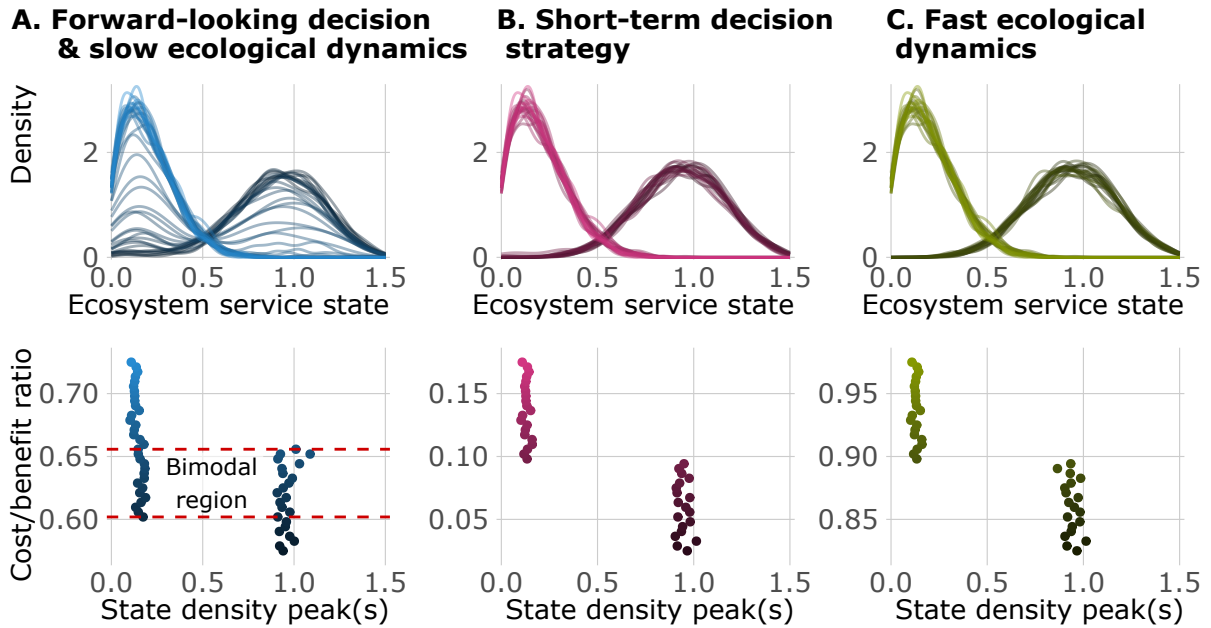 A. Forward-looking decision
& slow ecological dynamics
B. Short-term decision
strategy
C. Fast ecological
dynamics
Density
2
0
0.0 0.5 1.0 1.5
Ecosystem service state
0.0 0.5 1.0 1.5
Ecosystem service state
0.0 0.5 1.0 1.5
Ecosystem service state
Cost/benefit ratio
0.70
0.65
0.60
Bimodal
region
0.0 0.5 1.0 1.5
State density peak(s)
0.15
0.10
0.05
0.0 0.5 1.0 1.5
State density peak(s)
0.95
0.90
0.85
0.0 0.5 1.0 1.5
State density peak(s)